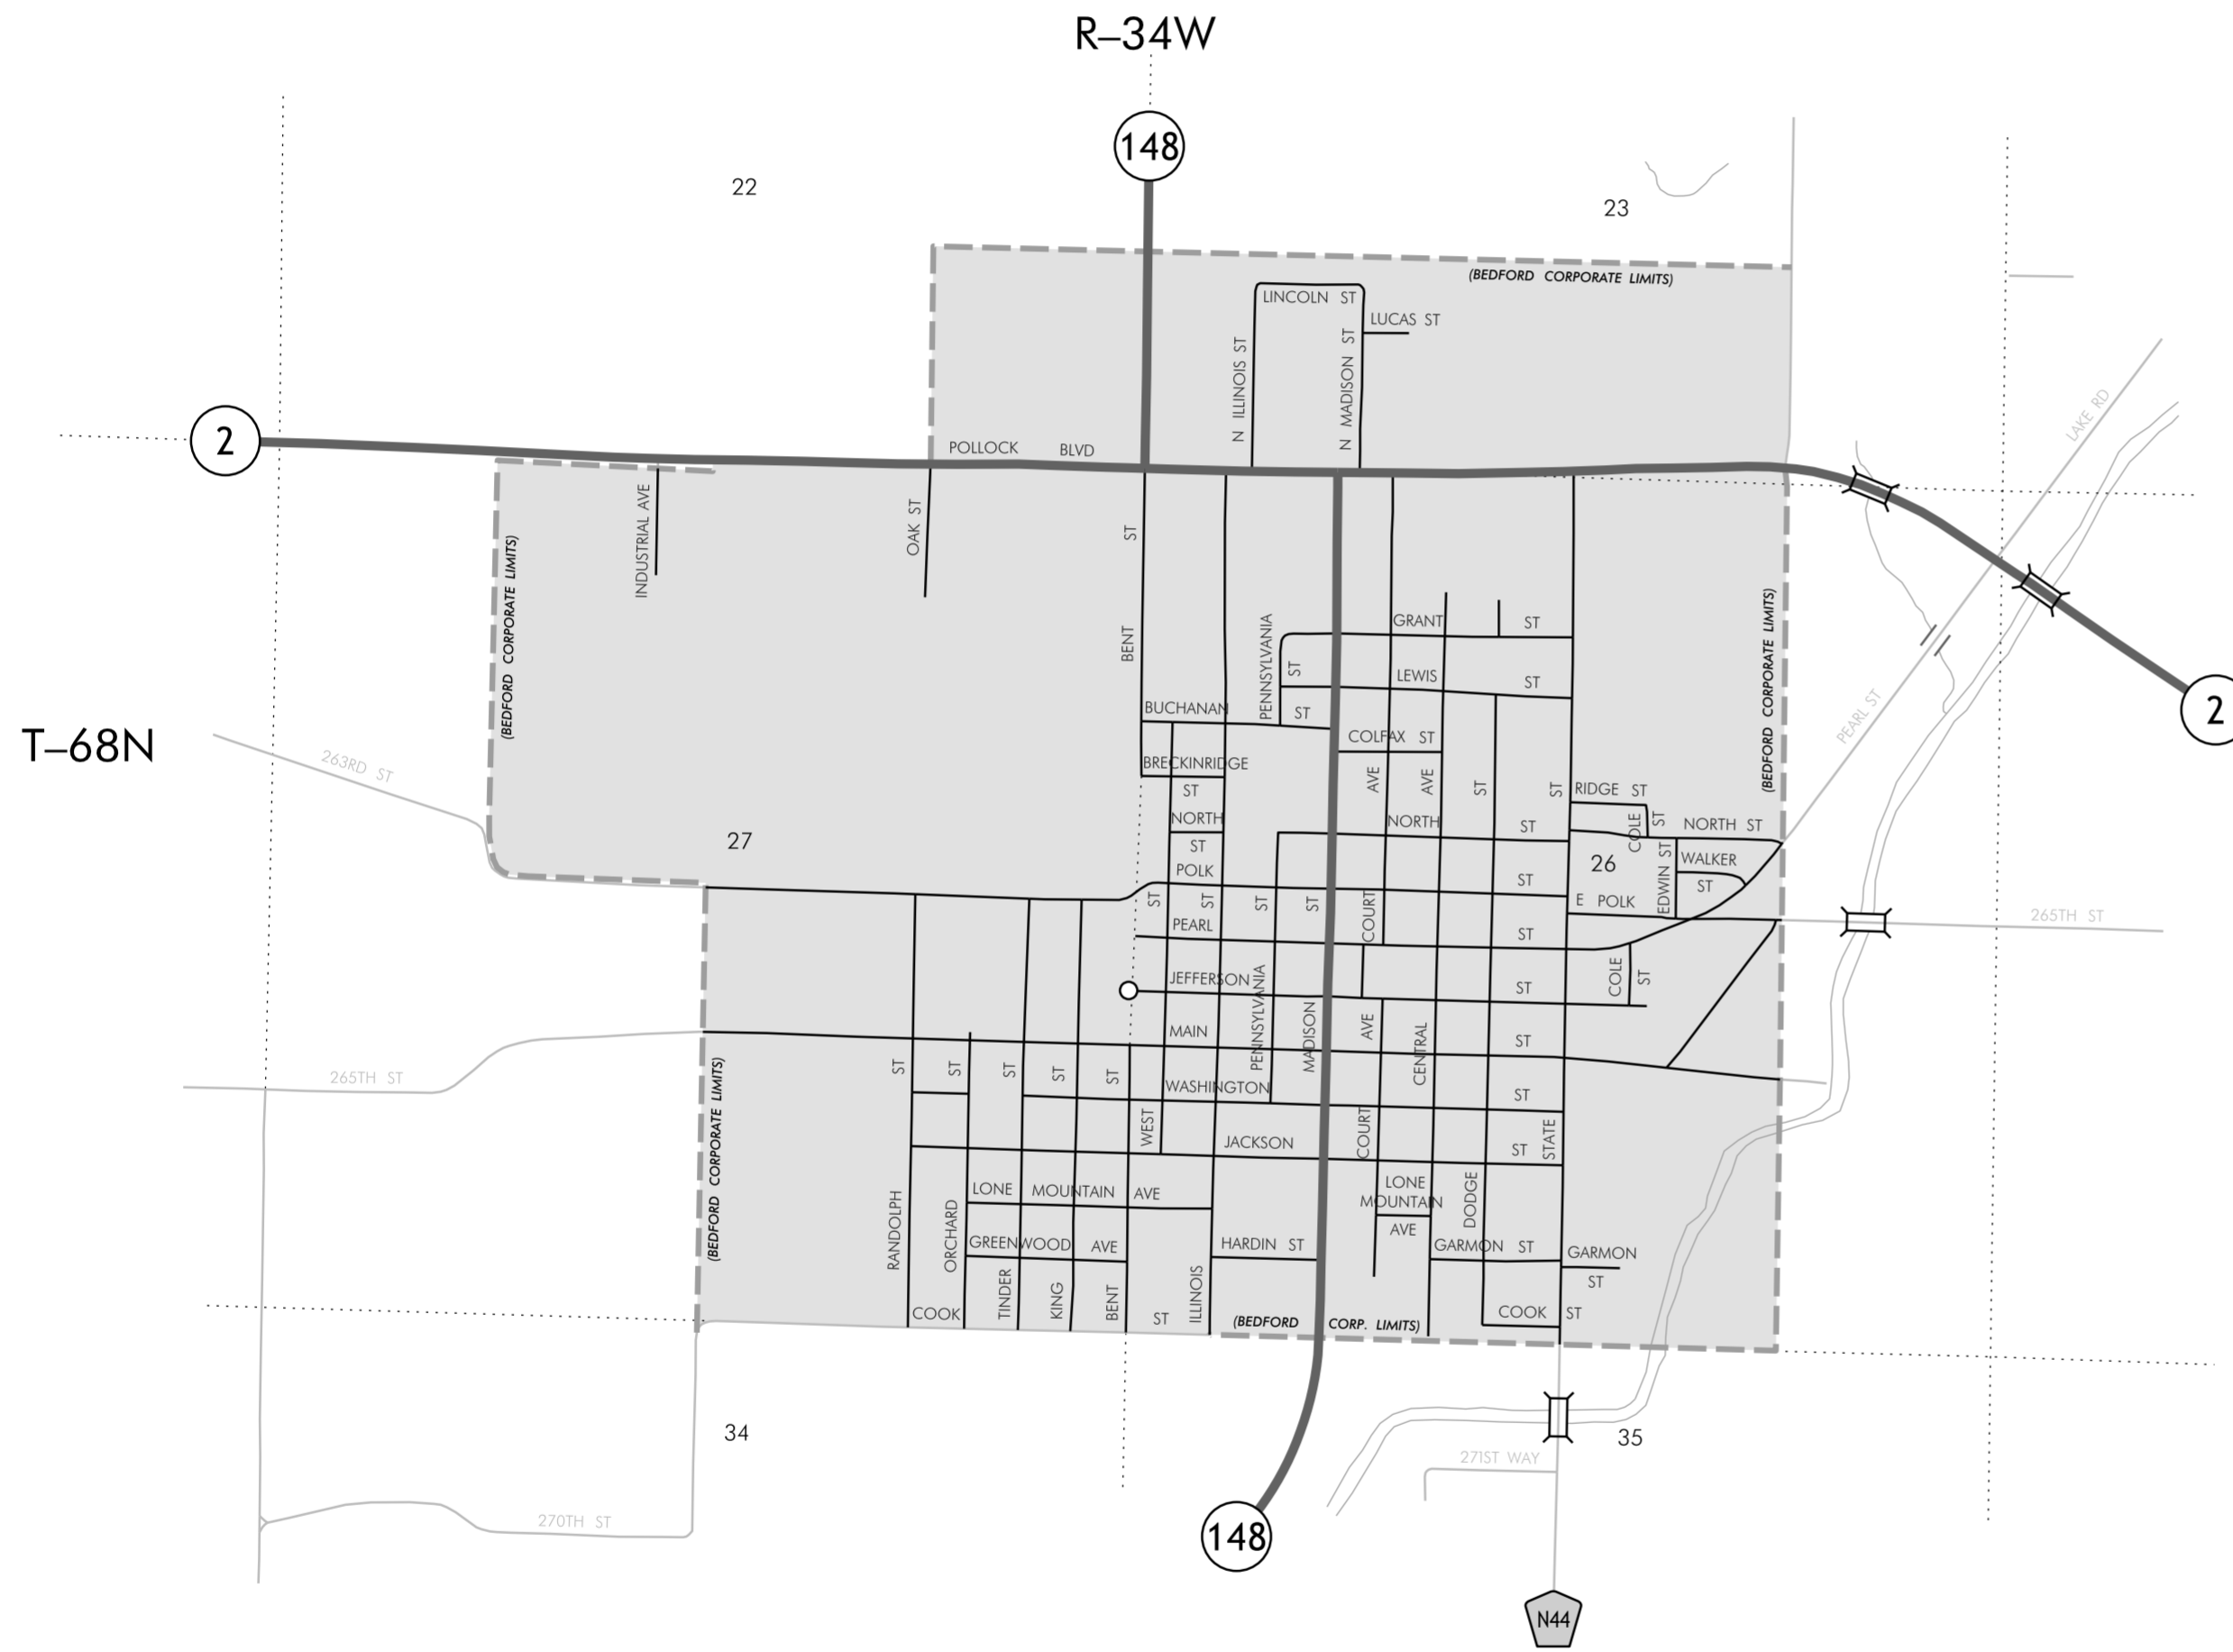 R–34W
148
22
23
(BEDFORD CORPORATE LIMITS)
LINCOLN ST
LUCAS ST
N ILLINOIS ST
N MADISON ST
LAKE RD
2
POLLOCK BLVD
INDUSTRIAL AVE
OAK ST
BENT ST
(BEDFORD CORPORATE LIMITS)
(BEDFORD CORPORATE LIMITS)
PENNSYLVANIA ST
GRANT ST
LEWIS ST
BUCHANAN ST
COLFAX ST
PEARL ST
2
T–68N
263RD ST
BRECKINRIDGE
ST
AVE
AVE
ST
ST
RIDGE ST
COLE ST
NORTH
ST
NORTH ST
NORTH ST
27
26
WALKER
ST
EDWIN ST
POLK ST
E POLK
ST
ST
ST
ST
COURT
PEARL ST
265TH ST
JEFFERSON ST
COLE ST
PENNSYLVANIA
MADISON
AVE
CENTRAL
MAIN ST
265TH ST
ST
ST
ST
ST
ST
WASHINGTON ST
(BEDFORD CORPORATE LIMITS)
WEST
COURT
STATE
JACKSON ST
LONE MOUNTAIN AVE
LONE
MOUNTAIN
AVE
DODGE
RANDOLPH
ORCHARD
GREENWOOD AVE
HARDIN ST
GARMON ST
GARMON
ST
TINDER
KING
BENT
ILLINOIS
COOK ST
COOK ST
(BEDFORD CORP. LIMITS)
34
35
271ST WAY
270TH ST
148
N44